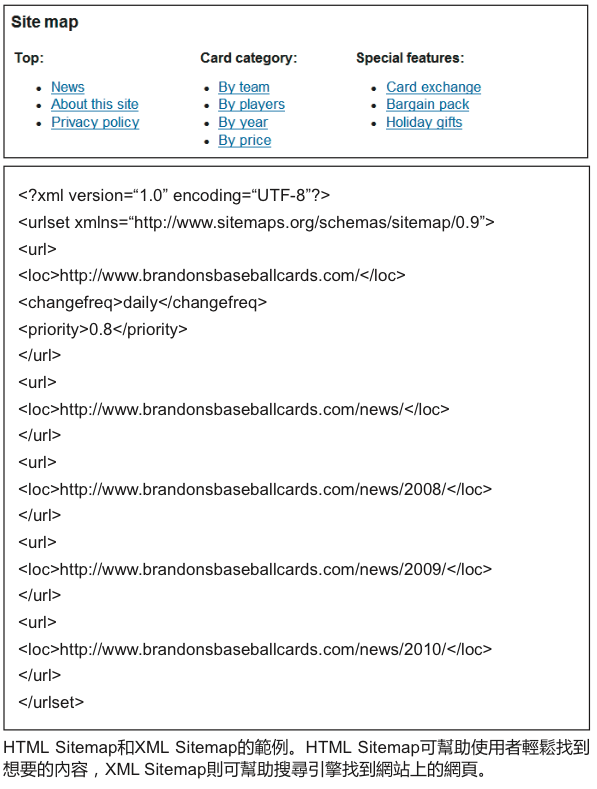 Site map
Top:
News
About this site
Privacy policy
Card category:
By team
By players
By year
By price
Special features:
Card exchange
Bargain pack
Holiday gifts
<?xml version=“1.0” encoding=“UTF-8”?>
<urlset xmlns=“http://www.sitemaps.org/schemas/sitemap/0.9”>
<url>
<loc>http://www.brandonsbaseballcards.com/</loc>
<changefreq>daily</changefreq>
<priority>0.8</priority>
</url>
<url>
<loc>http://www.brandonsbaseballcards.com/news/</loc>
</url>
<url>
<loc>http://www.brandonsbaseballcards.com/news/2008/</loc>
</url>
<url>
<loc>http://www.brandonsbaseballcards.com/news/2009/</loc>
</url>
<url>
<loc>http://www.brandonsbaseballcards.com/news/2010/</loc>
</url>
</urlset>
HTML Sitemap和XML Sitemap的範例。HTML Sitemap可幫助使用者輕鬆找到
想要的內容，XML Sitemap則可幫助搜尋引擎找到網站上的網頁。